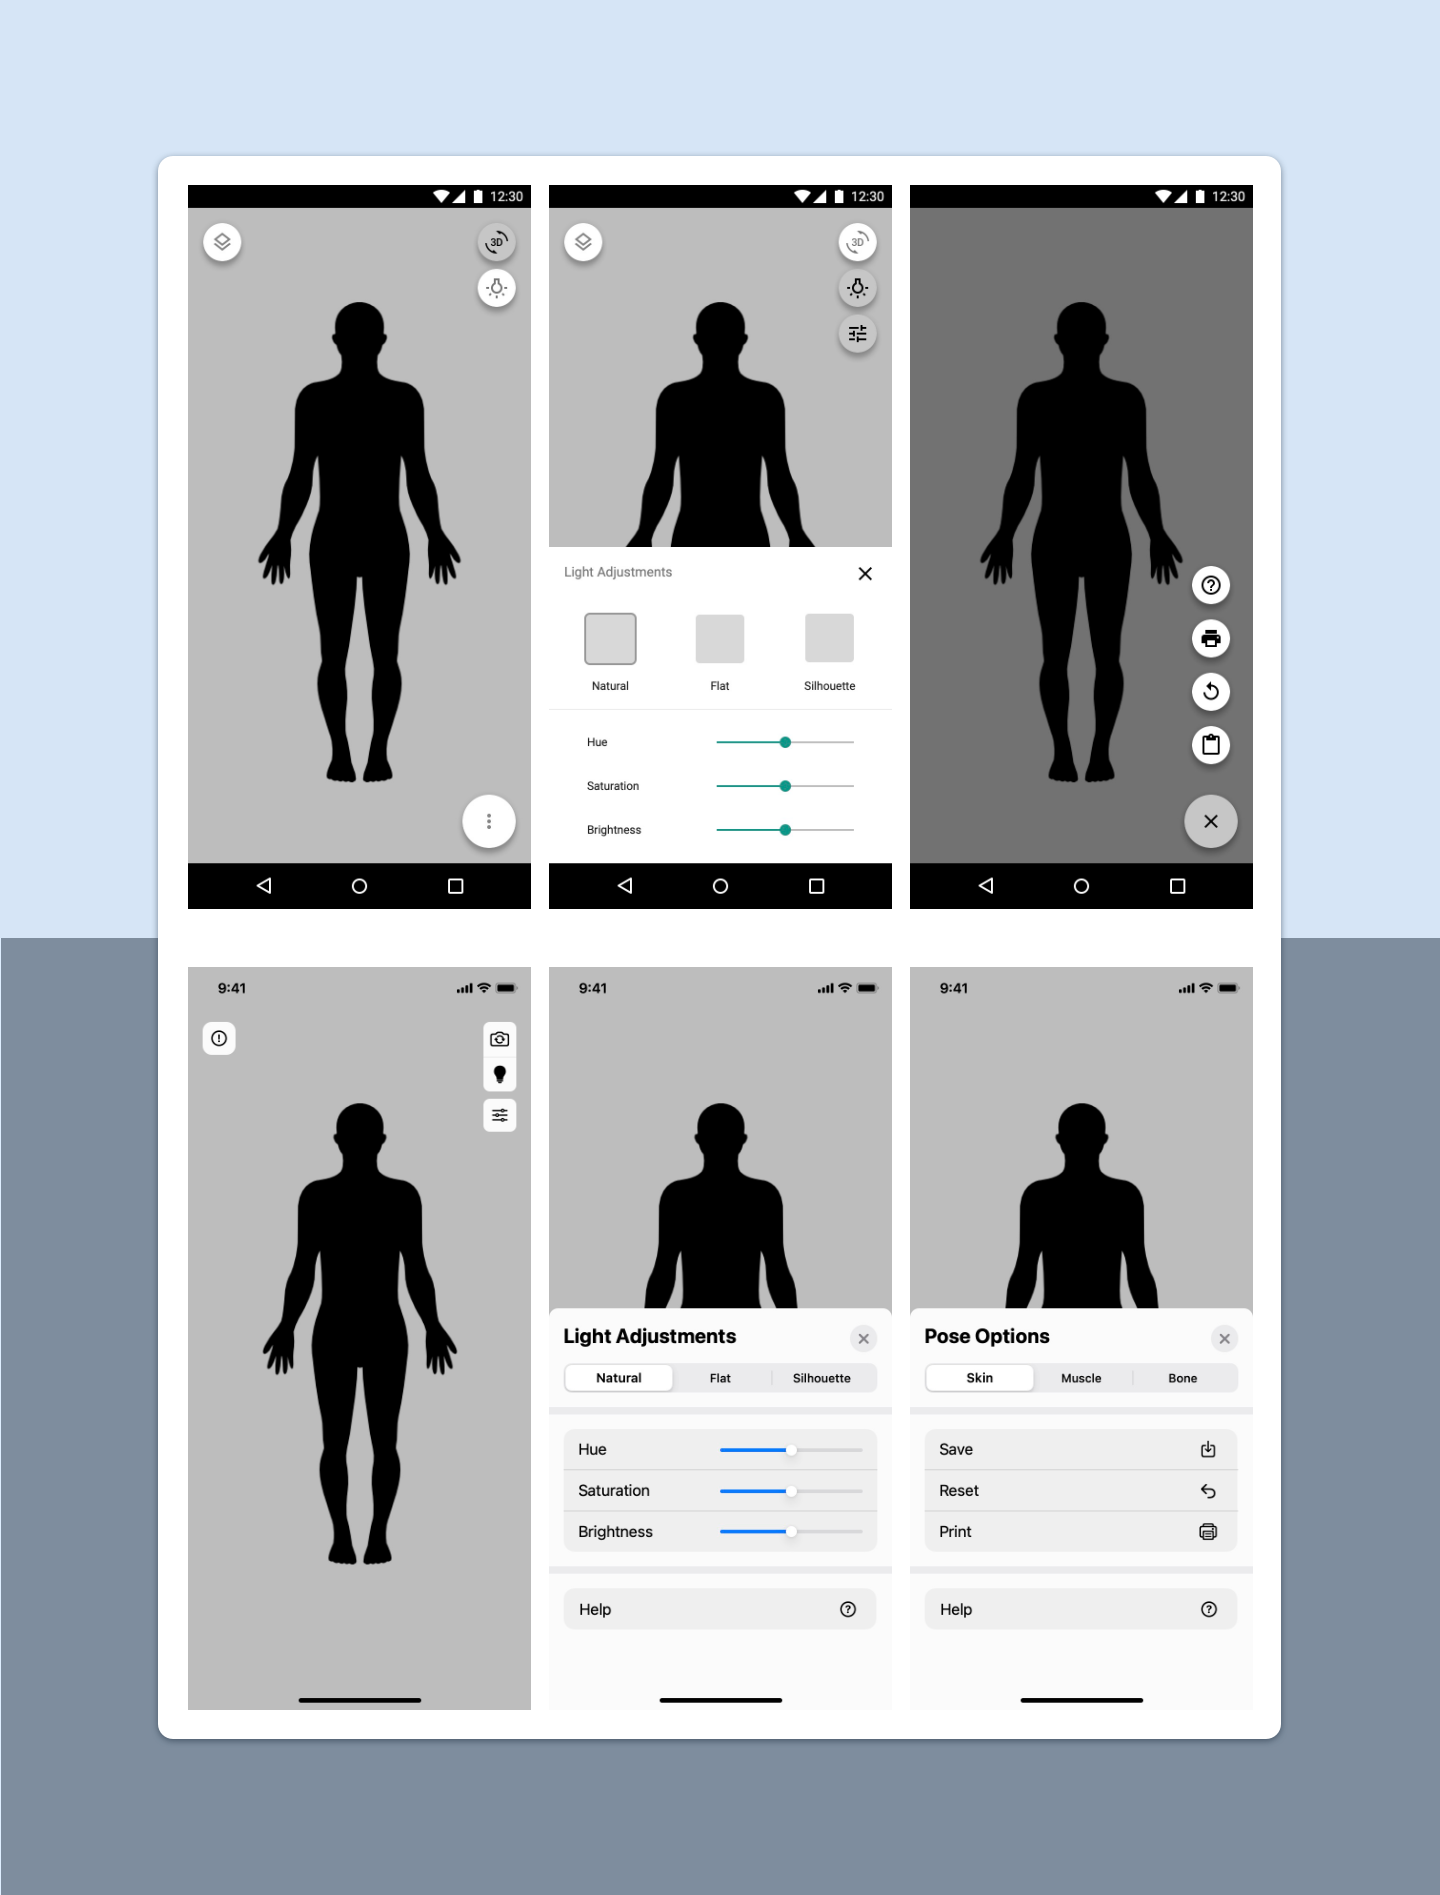 12:30
3D
12:30
3D
Light Adjustments
Natural
Flat
Silhouette
Hue
Saturation
Brightness
12:30
9:41
9:41
Light Adjustments
Natural
Flat
Silhouette
Hue
Saturation
Brightness
Help
9:41
Pose Options
Skin
Muscle
Bone
Save
Reset
Print
Help